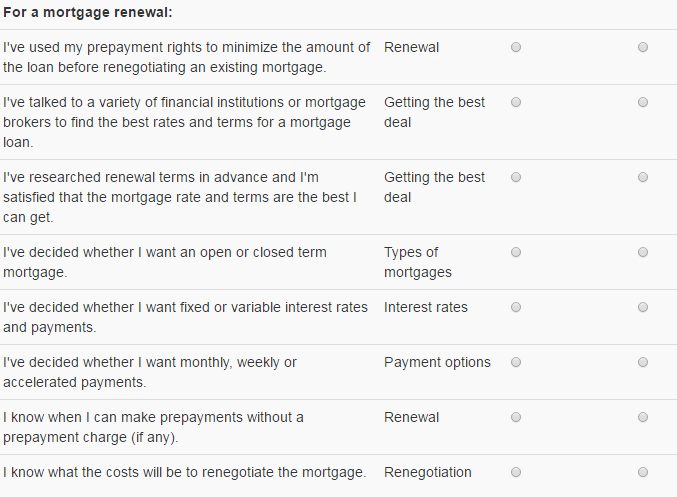 For a mortgage renewal:
I've used my prepayment rights to minimize the amount of Renewal
the loan before renegotiating an existing mortgage.
I've talked to a variety of financial institutions or mortgage Getting the best
brokers to find the best rates and terms for a mortgage deal
loan.
I've researched renewal terms in advance and I'm Getting the best
satisfied that the mortgage rate and terms are the best I deal
can get.
I've decided whether I want an open or closed term Types of
mortgage. mortgages
I've decided whether I want fixed or variable interest rates Interest rates
and payments.
I've decided whether I want monthly, weekly or Payment options
accelerated payments.
I know when I can make prepayments without a Renewal
prepayment charge (if any).
I know what the costs will be to renegotiate the mortgage. Renegotiation